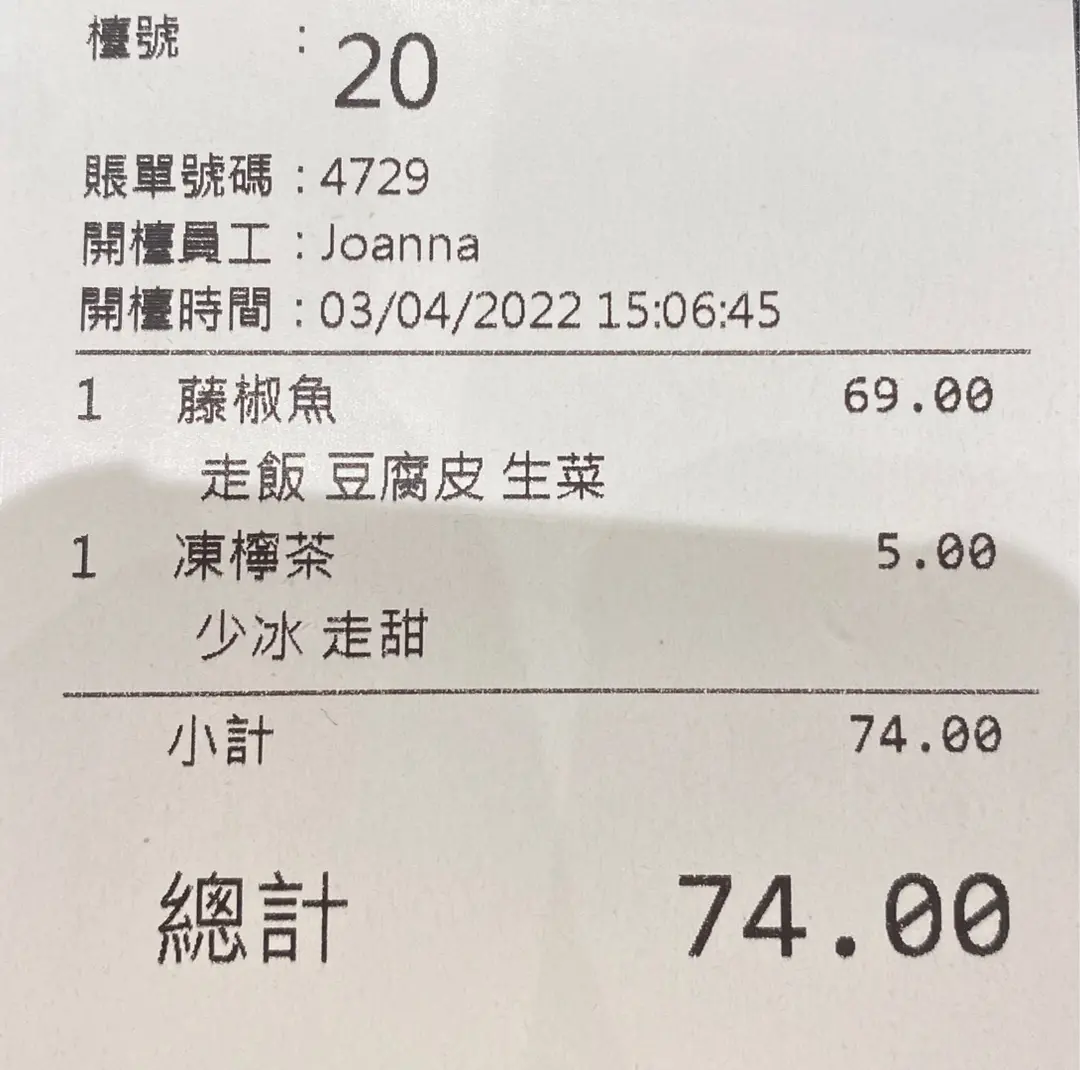 檯號 : 20
賬單號碼 : 4729
開檯員工 : Joanna
開檯時間 : 03/04/2022 15:06:45
1 藤椒魚 69.00
走飯 豆腐皮 生菜
1 凍檸茶 5.00
少冰 走甜
小計 74.00
總計 74.00